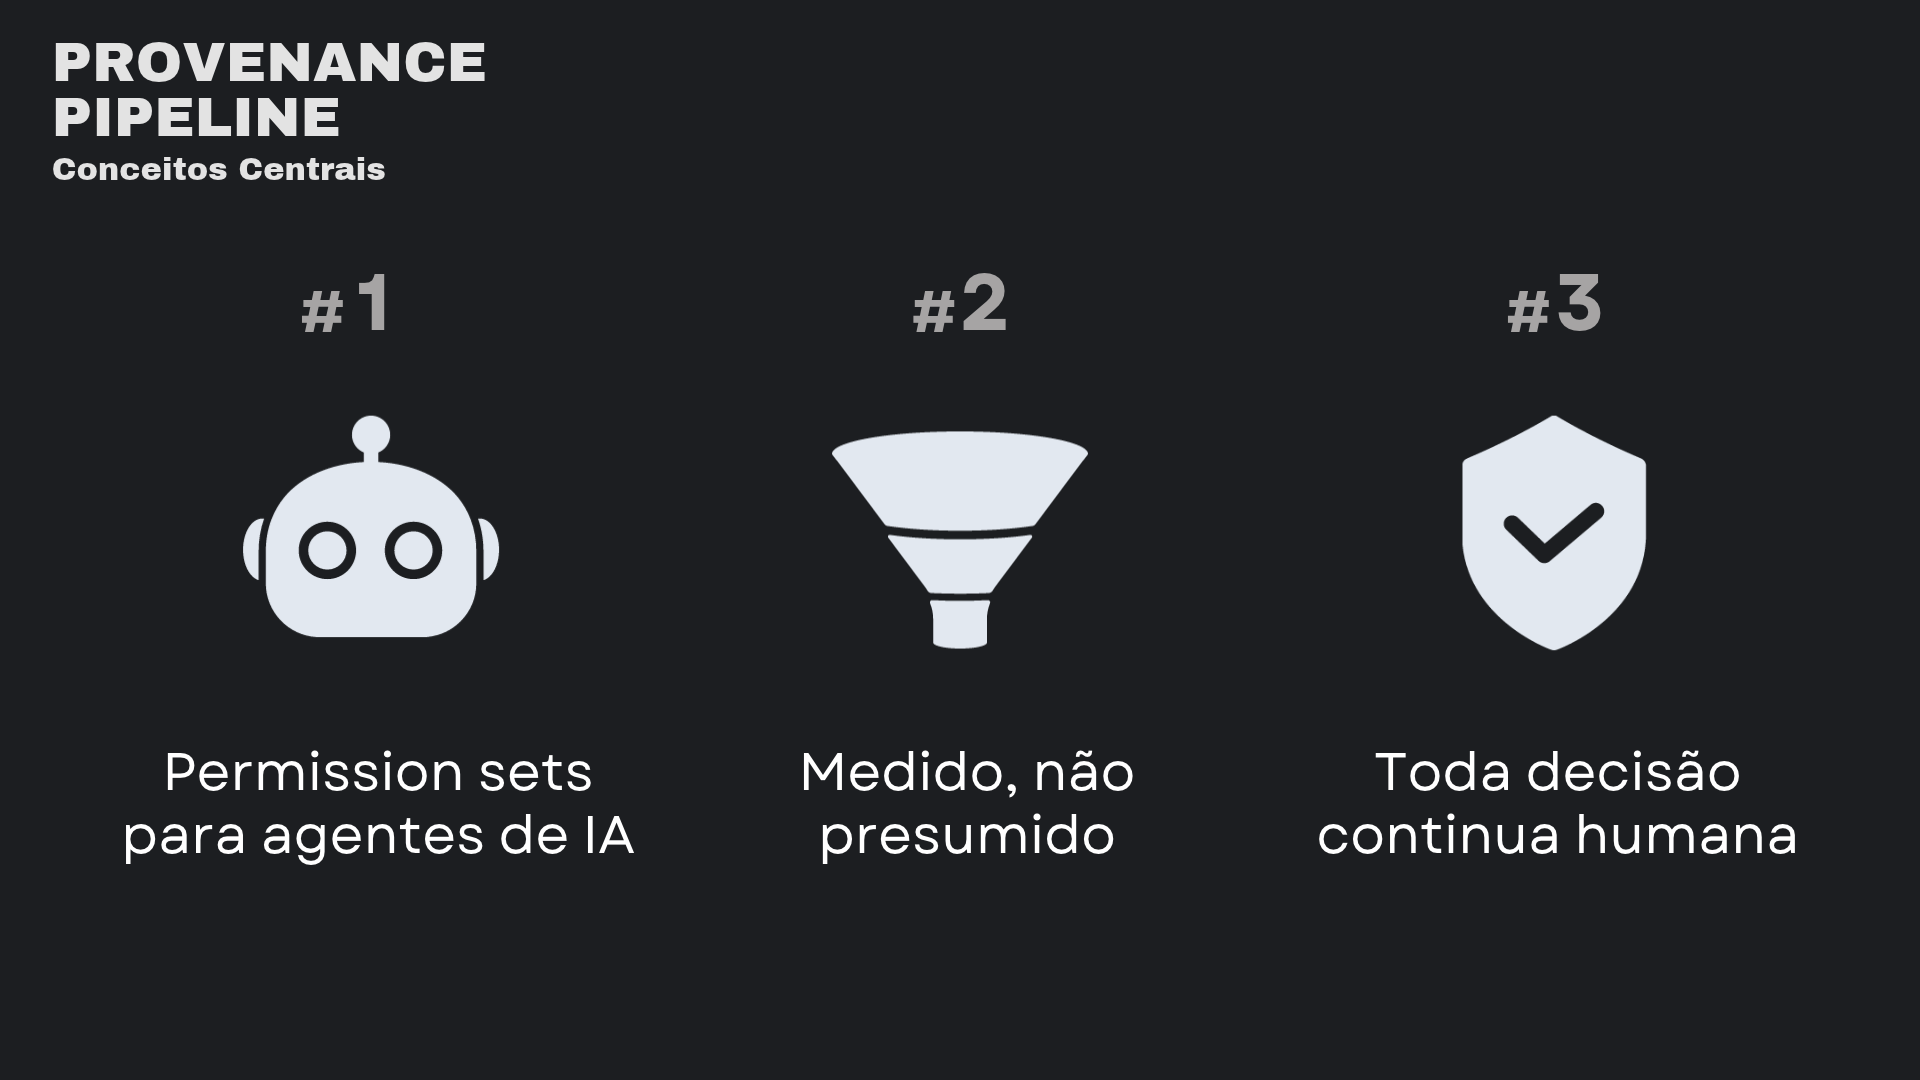 PROVENANCE
PIPELINE
Conceitos Centrais
#1
#2
#3
Permission sets
para agentes de IA
Medido, não
presumido
Toda decisão
continua humana